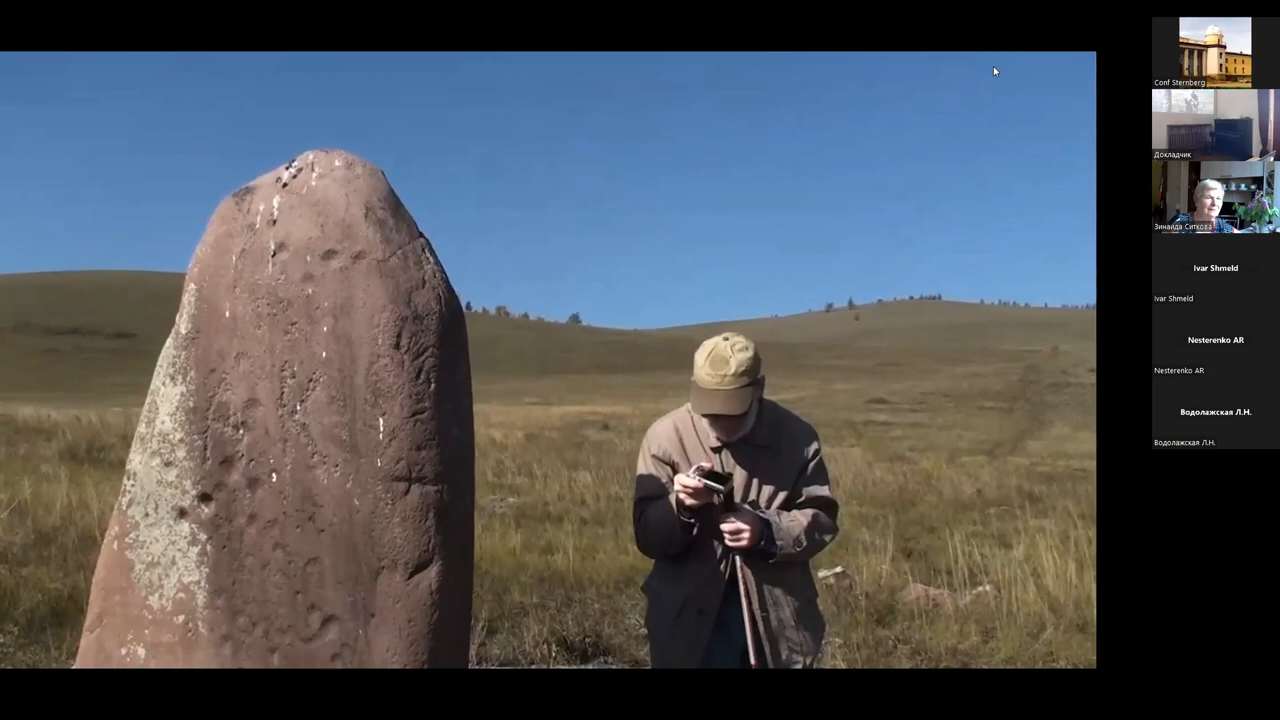 Conf Sternberg
Докладчик
Зинаида Ситкова
Ivar Shmeld
Ivar Shmeld
Nesterenko AR
Nesterenko AR
Водолажская Л.Н.
Водолажская Л.Н.